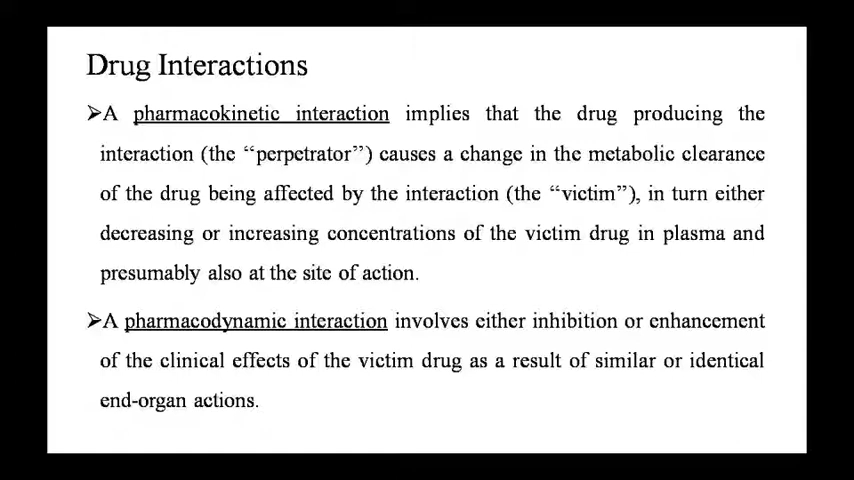 Drug Interactions
➢A pharmacokinetic interaction implies that the drug producing the
interaction (the “perpetrator”) causes a change in the metabolic clearance
of the drug being affected by the interaction (the “victim”), in turn either
decreasing or increasing concentrations of the victim drug in plasma and
presumably also at the site of action.
➢A pharmacodynamic interaction involves either inhibition or enhancement
of the clinical effects of the victim drug as a result of similar or identical
end-organ actions.